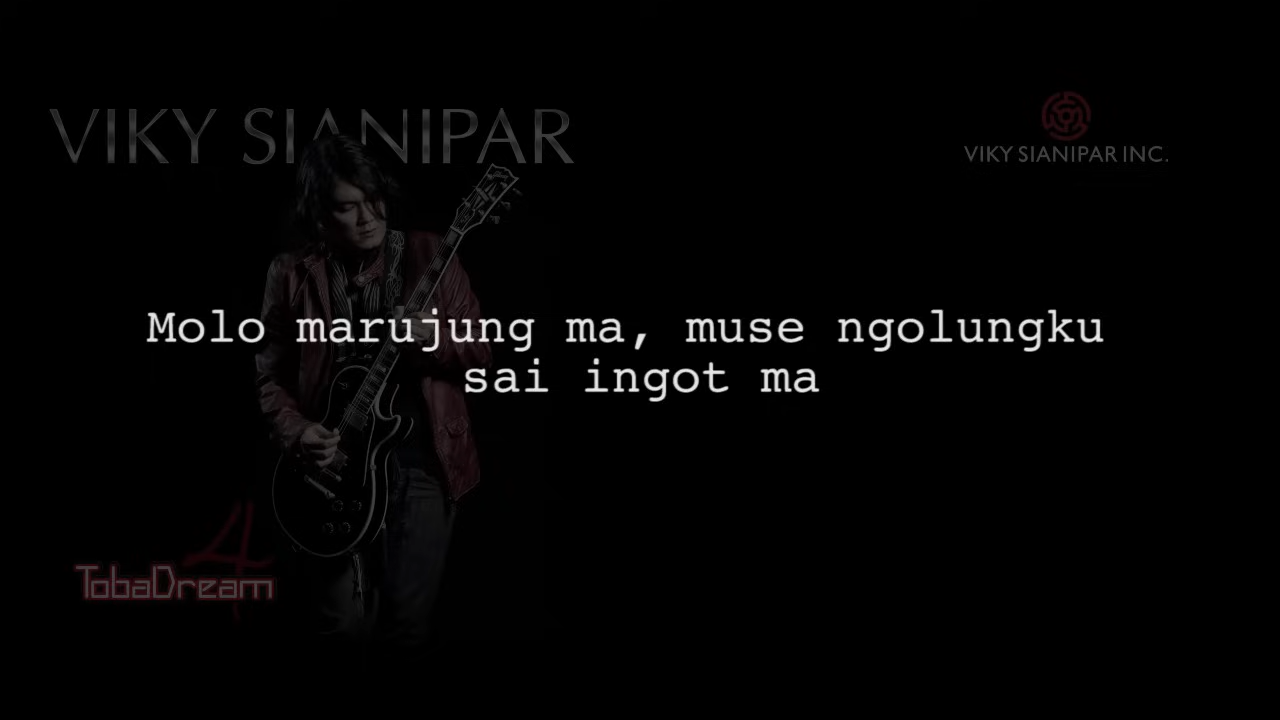 VIKY SIANIPAR
VIKY SIANIPAR INC.
Molo marujung ma, muse ngolungku
sai ingot ma
4
TobaDream